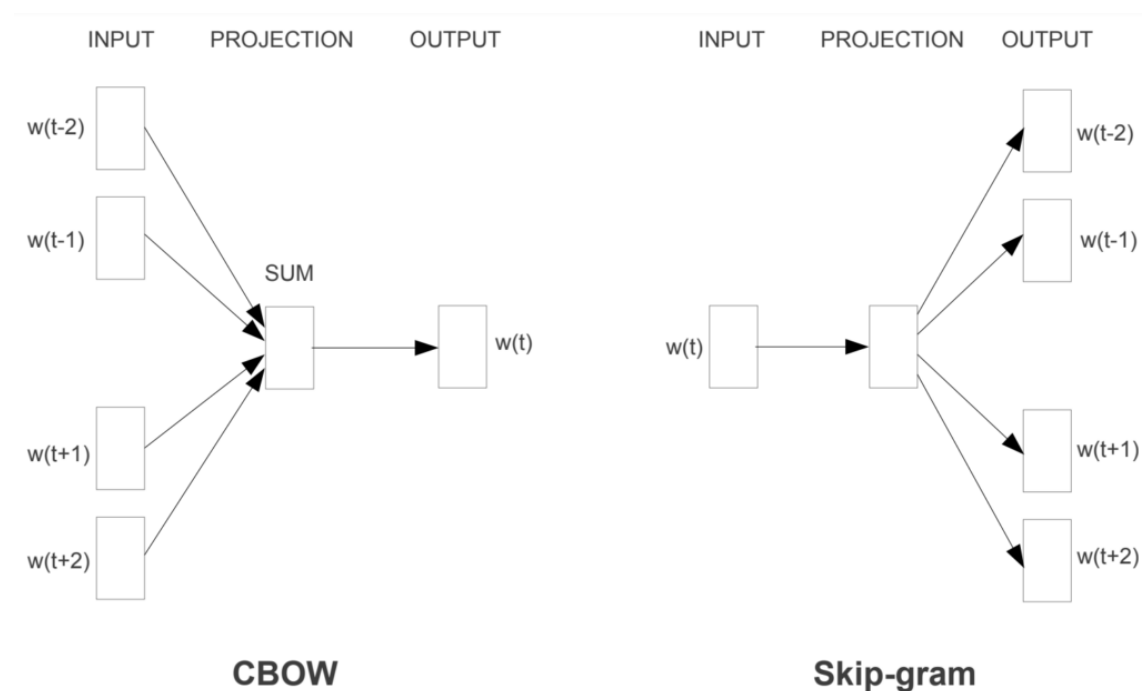 INPUT PROJECTION OUTPUT
w(t-2)
w(t-1)
SUM
w(t)
w(t+1)
w(t+2)
CBOW
INPUT PROJECTION OUTPUT
w(t-2)
w(t-1)
w(t)
w(t+1)
w(t+2)
Skip-gram